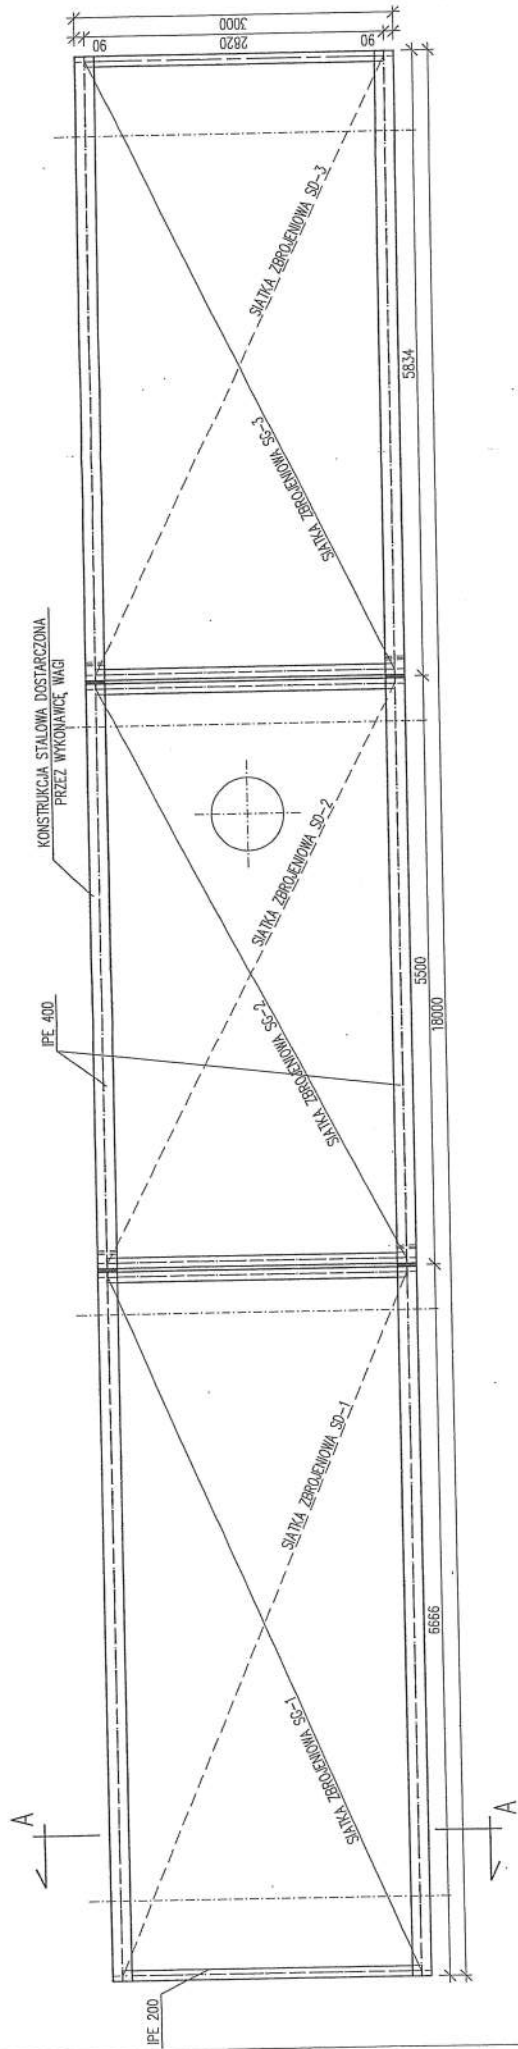 KONSTRUKCJA STALOWA DOSTARCZONA
PRZEZ WYKONAWCĘ WAGI
IPE 400
IPE 200
A
A
SIATKA ZBROJENIOWA SG-1
SIATKA ZBROJENIOWA SD-1
SIATKA ZBROJENIOWA SG-2
SIATKA ZBROJENIOWA SD-2
SIATKA ZBROJENIOWA SG-3
SIATKA ZBROJENIOWA SD-3
90
2820
90
3000
6666
5500
5834
18000